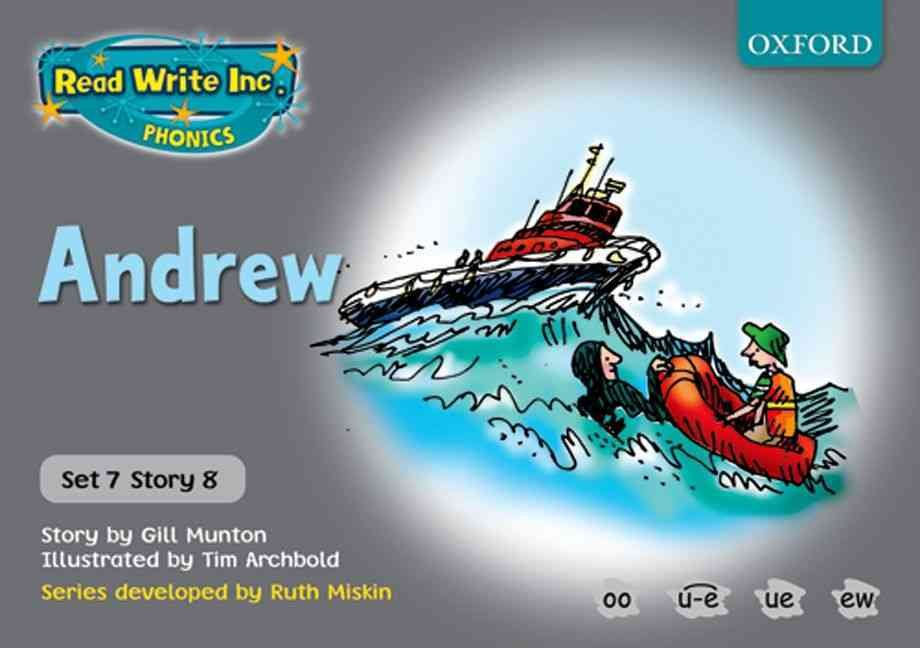 OXFORD
Read Write Inc.
PHONICS
Andrew
Set 7 Story 8
Story by Gill Munton
Illustrated by Tim Archbold
Series developed by Ruth Miskin
oo u-e ue ew